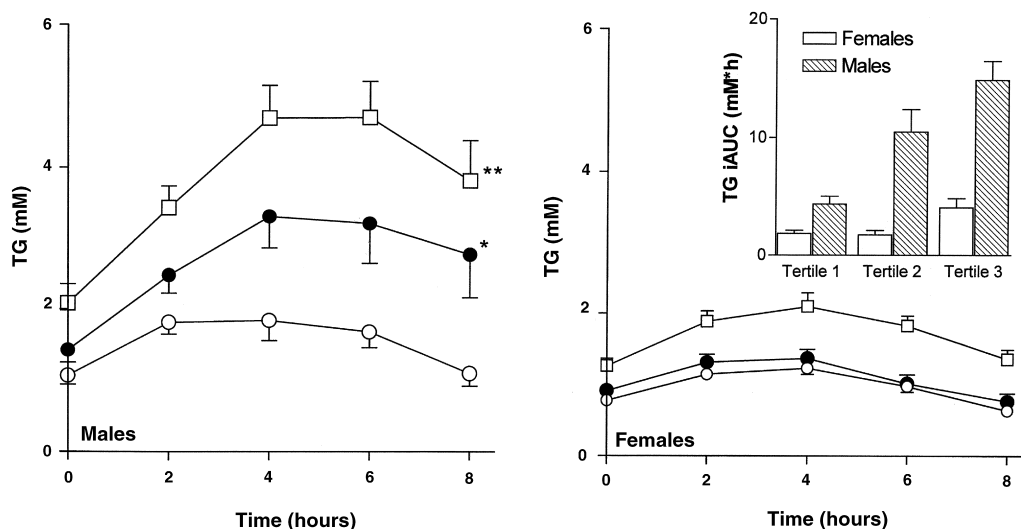 6
4
2
0
TG (mM)
**
*
Males
0 2 4 6 8
Time (hours)
6
4
2
0
TG (mM)
Females
0 2 4 6 8
Time (hours)
20
10
0
TG iAUC (mM*h)
Females
Males
Tertile 1 Tertile 2 Tertile 3